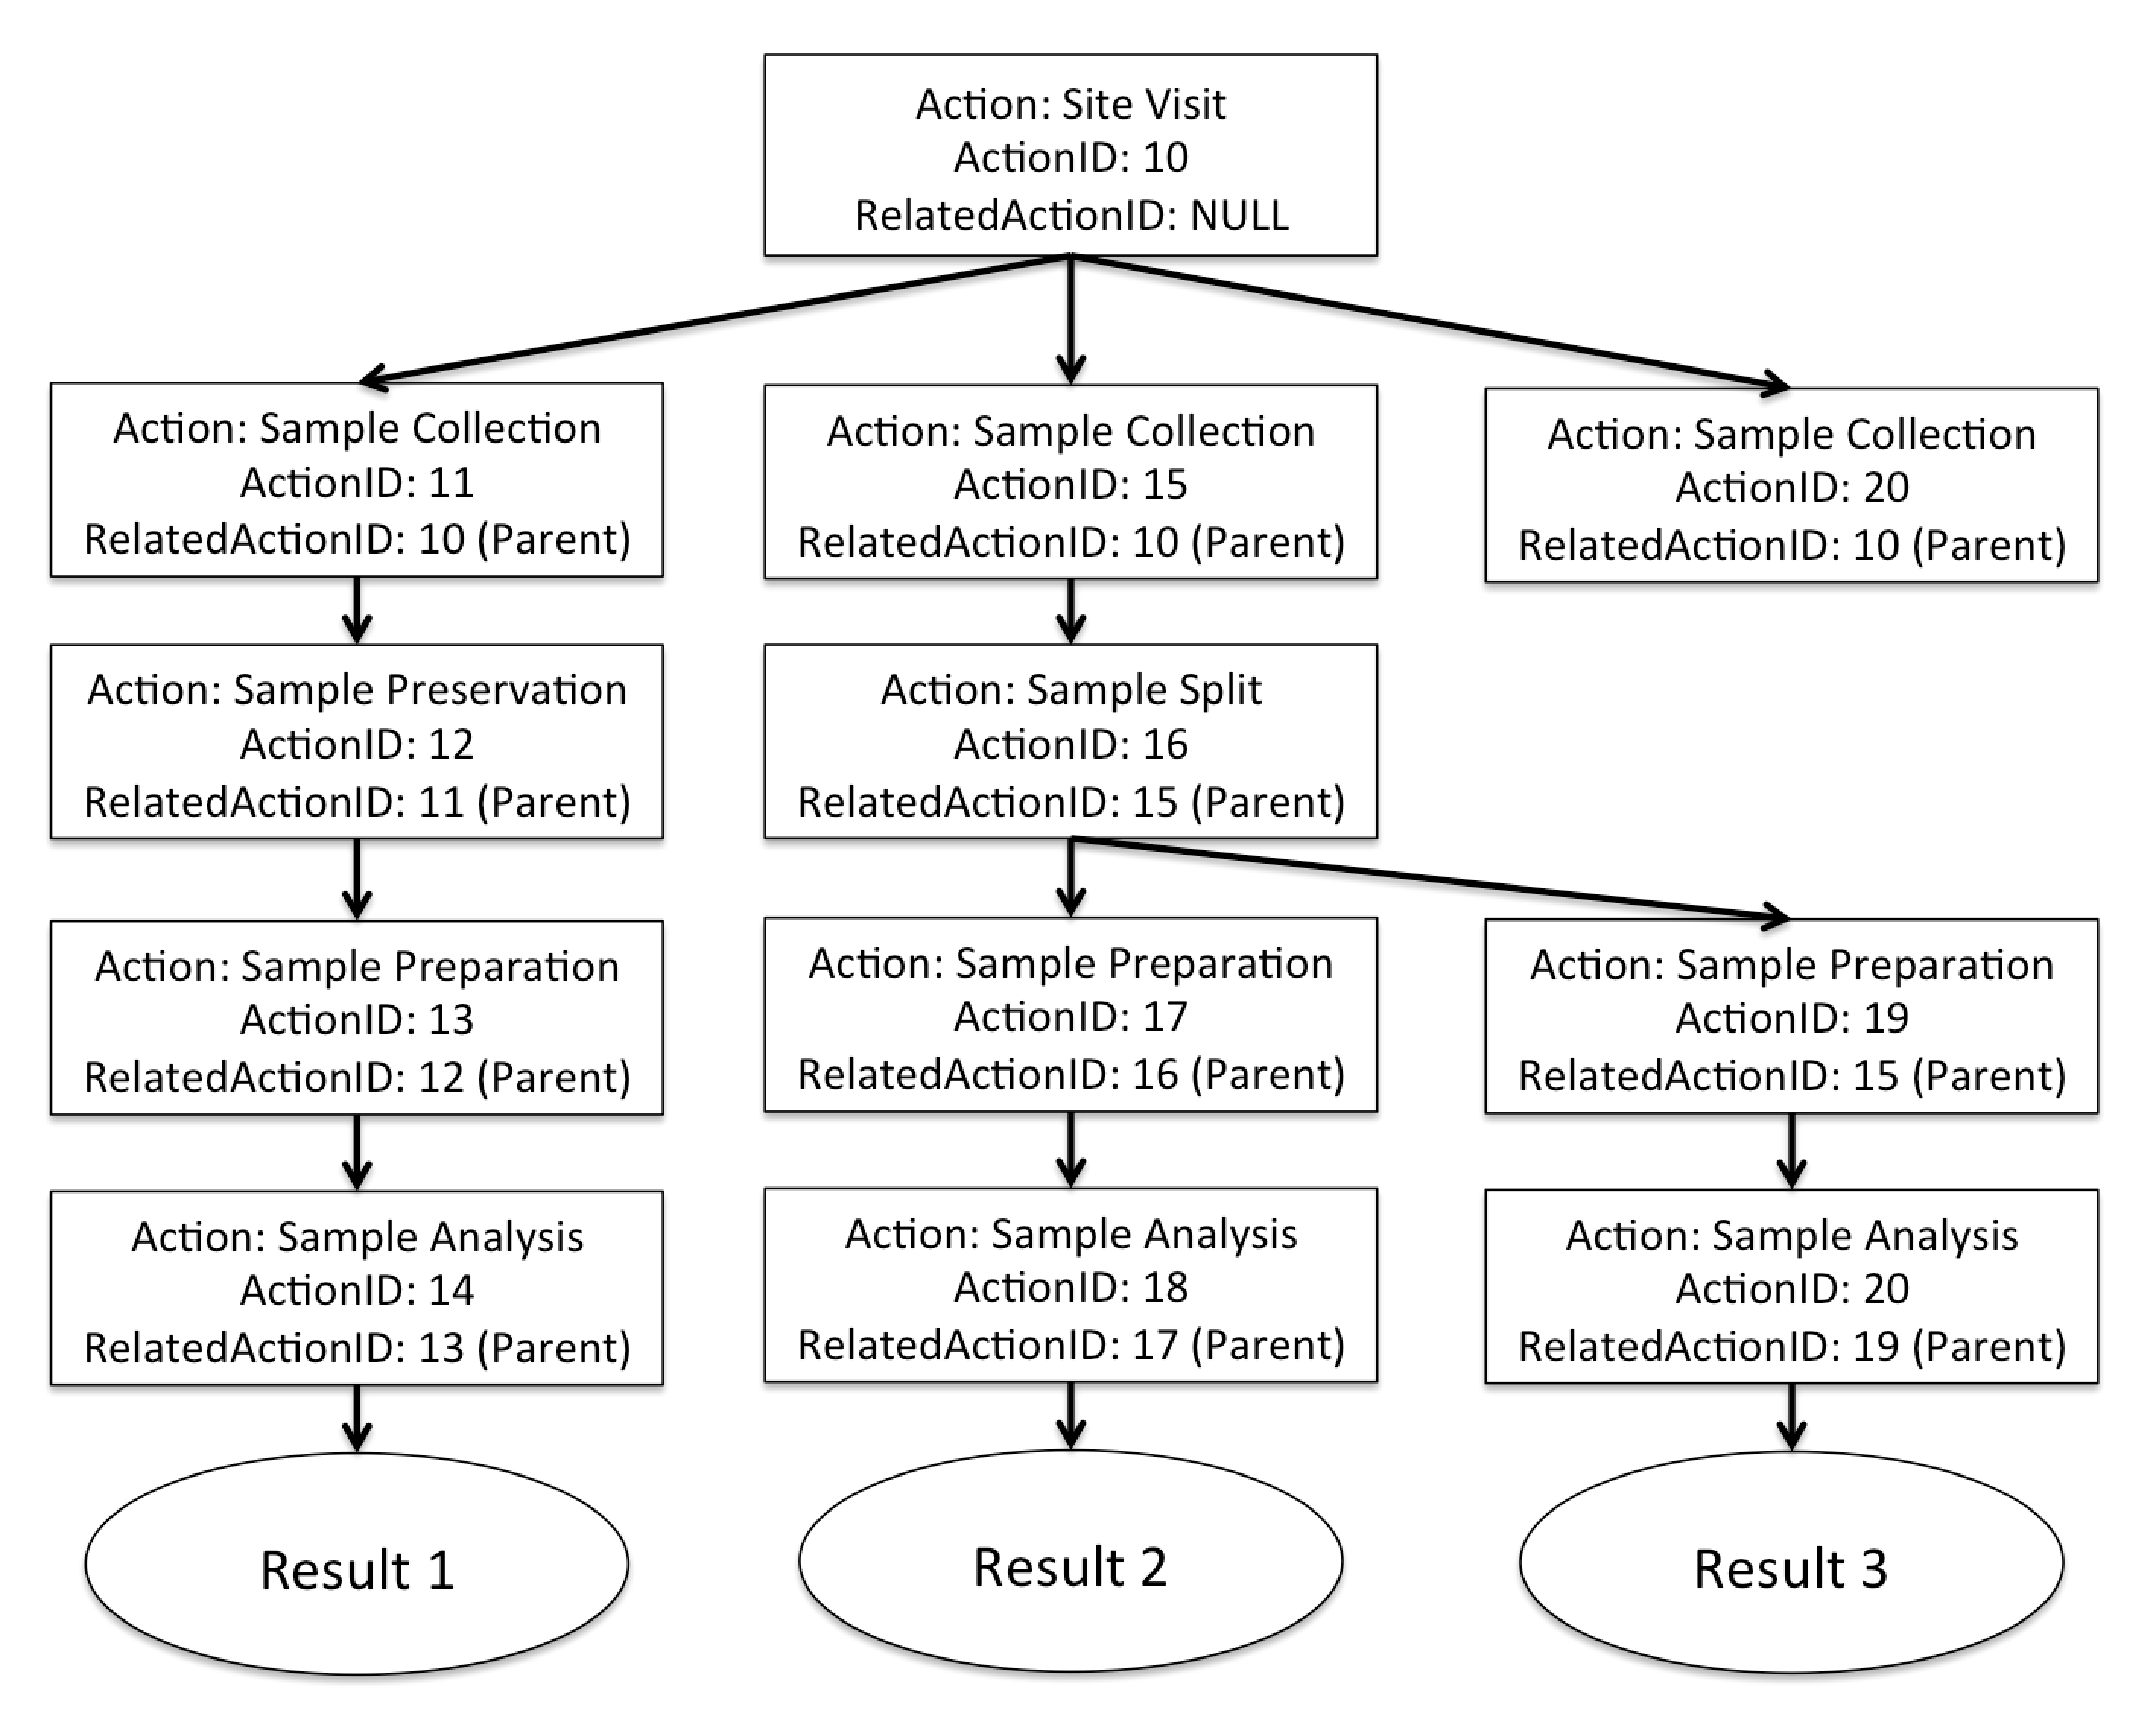 Action: Site Visit
ActionID: 10
RelatedActionID: NULL
Action: Sample Collection
ActionID: 11
RelatedActionID: 10 (Parent)
Action: Sample Collection
ActionID: 15
RelatedActionID: 10 (Parent)
Action: Sample Collection
ActionID: 20
RelatedActionID: 10 (Parent)
Action: Sample Preservation
ActionID: 12
RelatedActionID: 11 (Parent)
Action: Sample Split
ActionID: 16
RelatedActionID: 15 (Parent)
Action: Sample Preparation
ActionID: 13
RelatedActionID: 12 (Parent)
Action: Sample Preparation
ActionID: 17
RelatedActionID: 16 (Parent)
Action: Sample Preparation
ActionID: 19
RelatedActionID: 15 (Parent)
Action: Sample Analysis
ActionID: 14
RelatedActionID: 13 (Parent)
Action: Sample Analysis
ActionID: 18
RelatedActionID: 17 (Parent)
Action: Sample Analysis
ActionID: 20
RelatedActionID: 19 (Parent)
Result 1
Result 2
Result 3